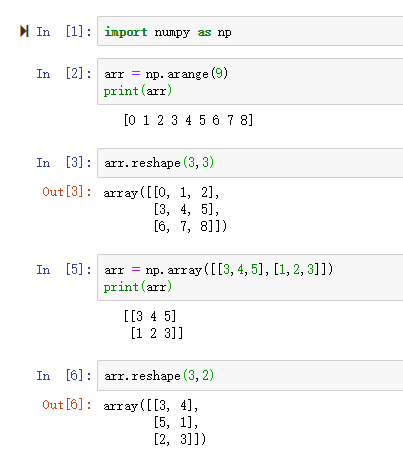 In [1]: import numpy as np
In [2]: arr = np.arange(9)
print(arr)
[0 1 2 3 4 5 6 7 8]
In [3]: arr.reshape(3,3)
Out[3]: array([[0, 1, 2],
[3, 4, 5],
[6, 7, 8]])
In [5]: arr = np.array([[3,4,5],[1,2,3]])
print(arr)
[[3 4 5]
[1 2 3]]
In [6]: arr.reshape(3,2)
Out[6]: array([[3, 4],
[5, 1],
[2, 3]])